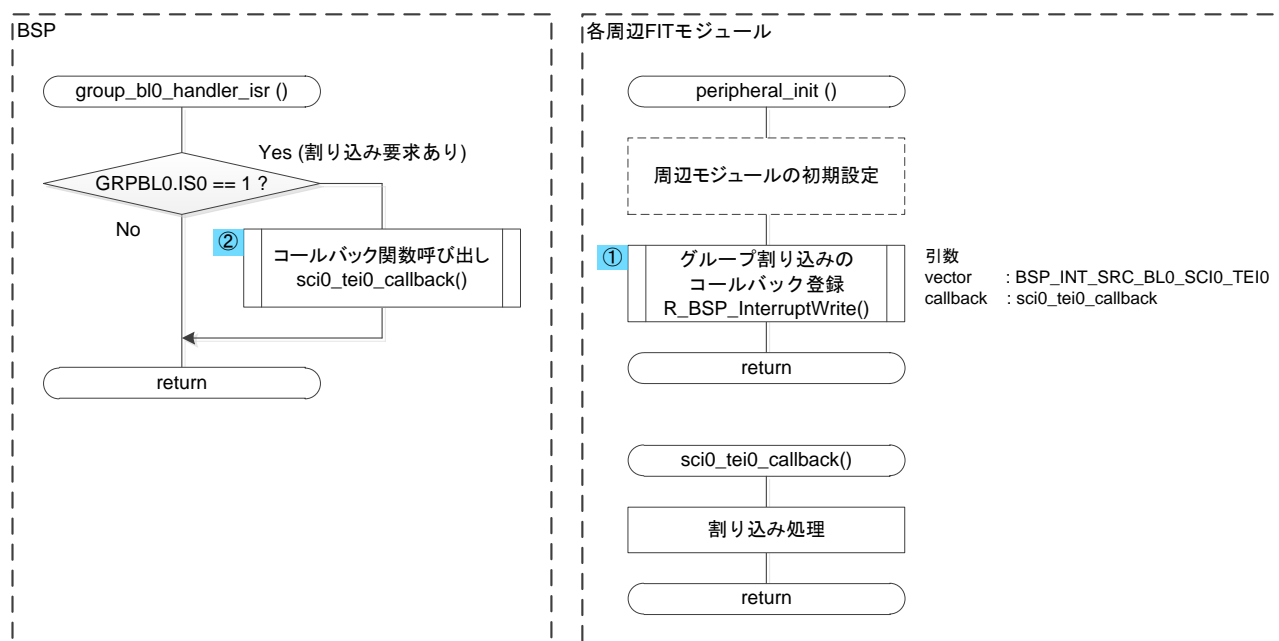 BSP
group_bl0_handler_isr ()
Yes (割り込み要求あり)
GRPBL0.IS0 == 1 ?
No
②
コールバック関数呼び出し
sci0_tei0_callback()
return
各周辺FITモジュール
peripheral_init ()
周辺モジュールの初期設定
①
グループ割り込みの
コールバック登録
R_BSP_InterruptWrite()
引数
vector : BSP_INT_SRC_BL0_SCI0_TEI0
callback : sci0_tei0_callback
return
sci0_tei0_callback()
割り込み処理
return